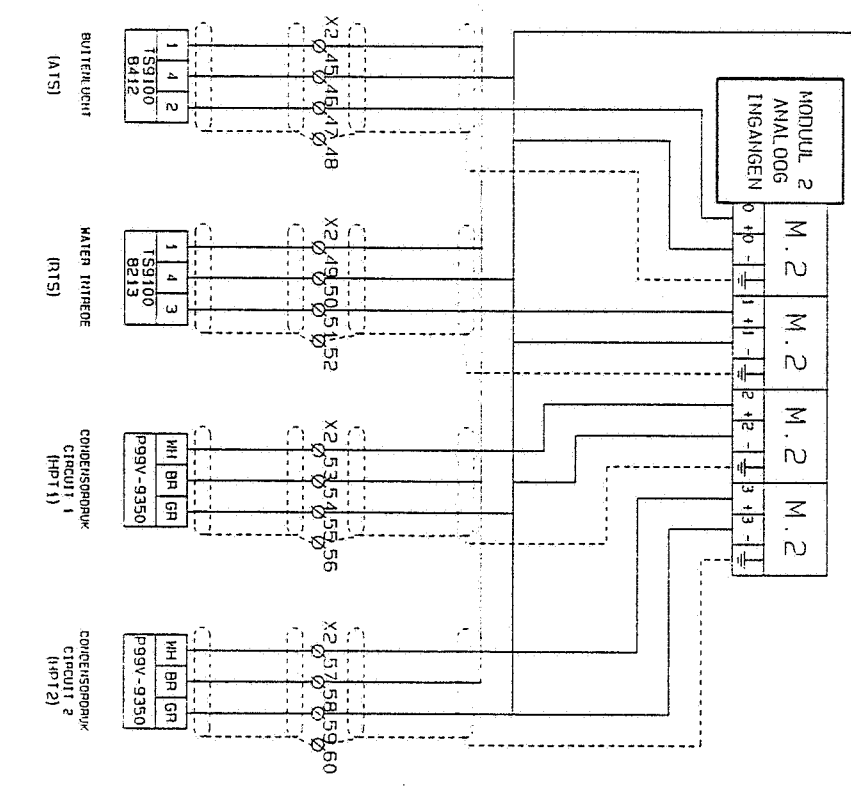 BUITENLUCHT
(ATS)
TS9100
8412
1
4
2
X2
45
46
47
48
WATER INTREDE
(RTS)
TS9100
8213
1
4
3
X2
49
50
51
52
CONDENSORDRUK
CIRCUIT 1
(HPT1)
P99V-9350
WH
BR
GR
X2
53
54
55
56
CONDENSORDRUK
CIRCUIT 2
(HPT2)
P99V-9350
WH
BR
GR
X2
57
58
59
60
MODUUL 2
ANALOOG
INGANGEN
M.2
0 + 0 -
M.2
1 + 1 -
M.2
2 + 2 -
M.2
3 + 3 -